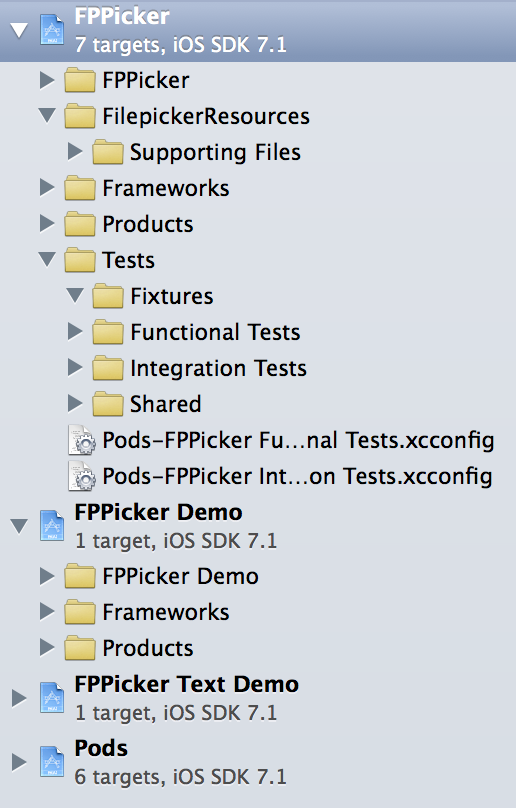 FPPicker
7 targets, iOS SDK 7.1
FPPicker
FilepickerResources
Supporting Files
Frameworks
Products
Tests
Fixtures
Functional Tests
Integration Tests
Shared
Pods-FPPicker Fu...nal Tests.xcconfig
Pods-FPPicker Int...on Tests.xcconfig
FPPicker Demo
1 target, iOS SDK 7.1
FPPicker Demo
Frameworks
Products
FPPicker Text Demo
1 target, iOS SDK 7.1
Pods
6 targets, iOS SDK 7.1